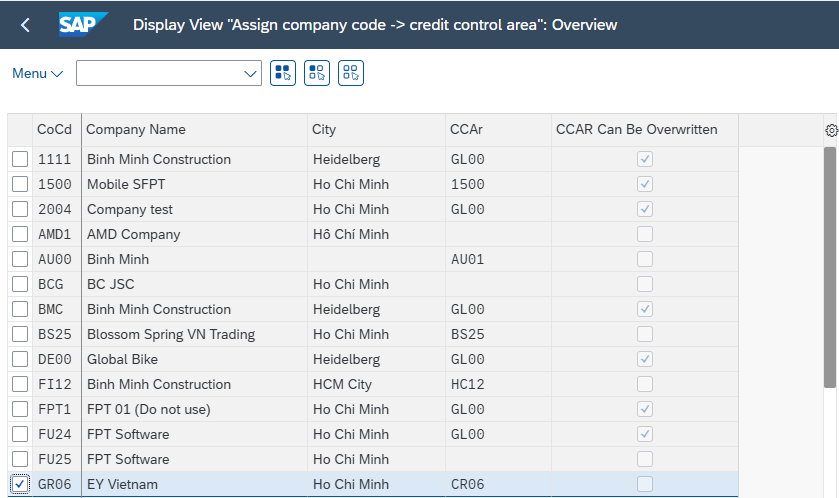 SAP Display View "Assign company code -> credit control area": Overview
Menu
CoCd Company Name City CCAr CCAR Can Be Overwritten
1111 Binh Minh Construction Heidelberg GL00
1500 Mobile SFPT Ho Chi Minh 1500
2004 Company test Ho Chi Minh GL00
AMD1 AMD Company Hô Chí Minh
AU00 Binh Minh AU01
BCG BC JSC Ho Chi Minh
BMC Binh Minh Construction Heidelberg GL00
BS25 Blossom Spring VN Trading Ho Chi Minh BS25
DE00 Global Bike Heidelberg GL00
FI12 Binh Minh Construction HCM City HC12
FPT1 FPT 01 (Do not use) Ho Chi Minh GL00
FU24 FPT Software Ho Chi Minh GL00
FU25 FPT Software Ho Chi Minh
GR06 EY Vietnam Ho Chi Minh CR06